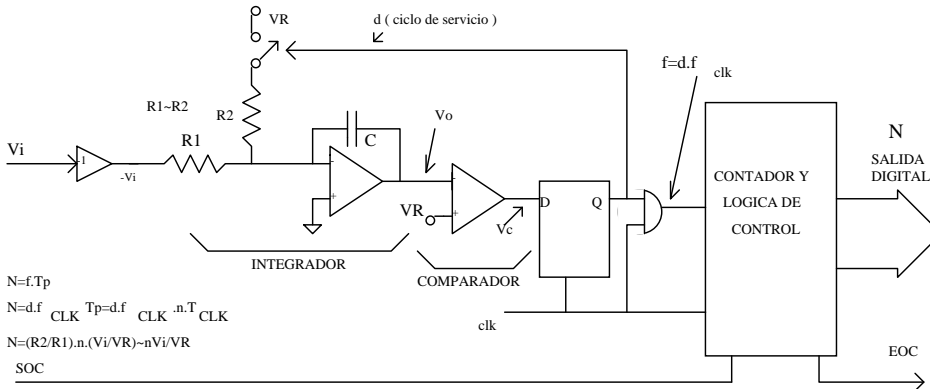 VR
d ( ciclo de servicio )
f=d.f clk
R1~R2
R2
Vi
-1
-Vi
R1
C
Vo
-
+
-
+
VR
Vc
D
Q
CONTADOR Y
LOGICA DE
CONTROL
N
SALIDA
DIGITAL
INTEGRADOR
COMPARADOR
N=f.Tp
N=d.f CLK Tp=d.f CLK .n.T CLK
N=(R2/R1).n.(Vi/VR)~nVi/VR
clk
SOC
EOC